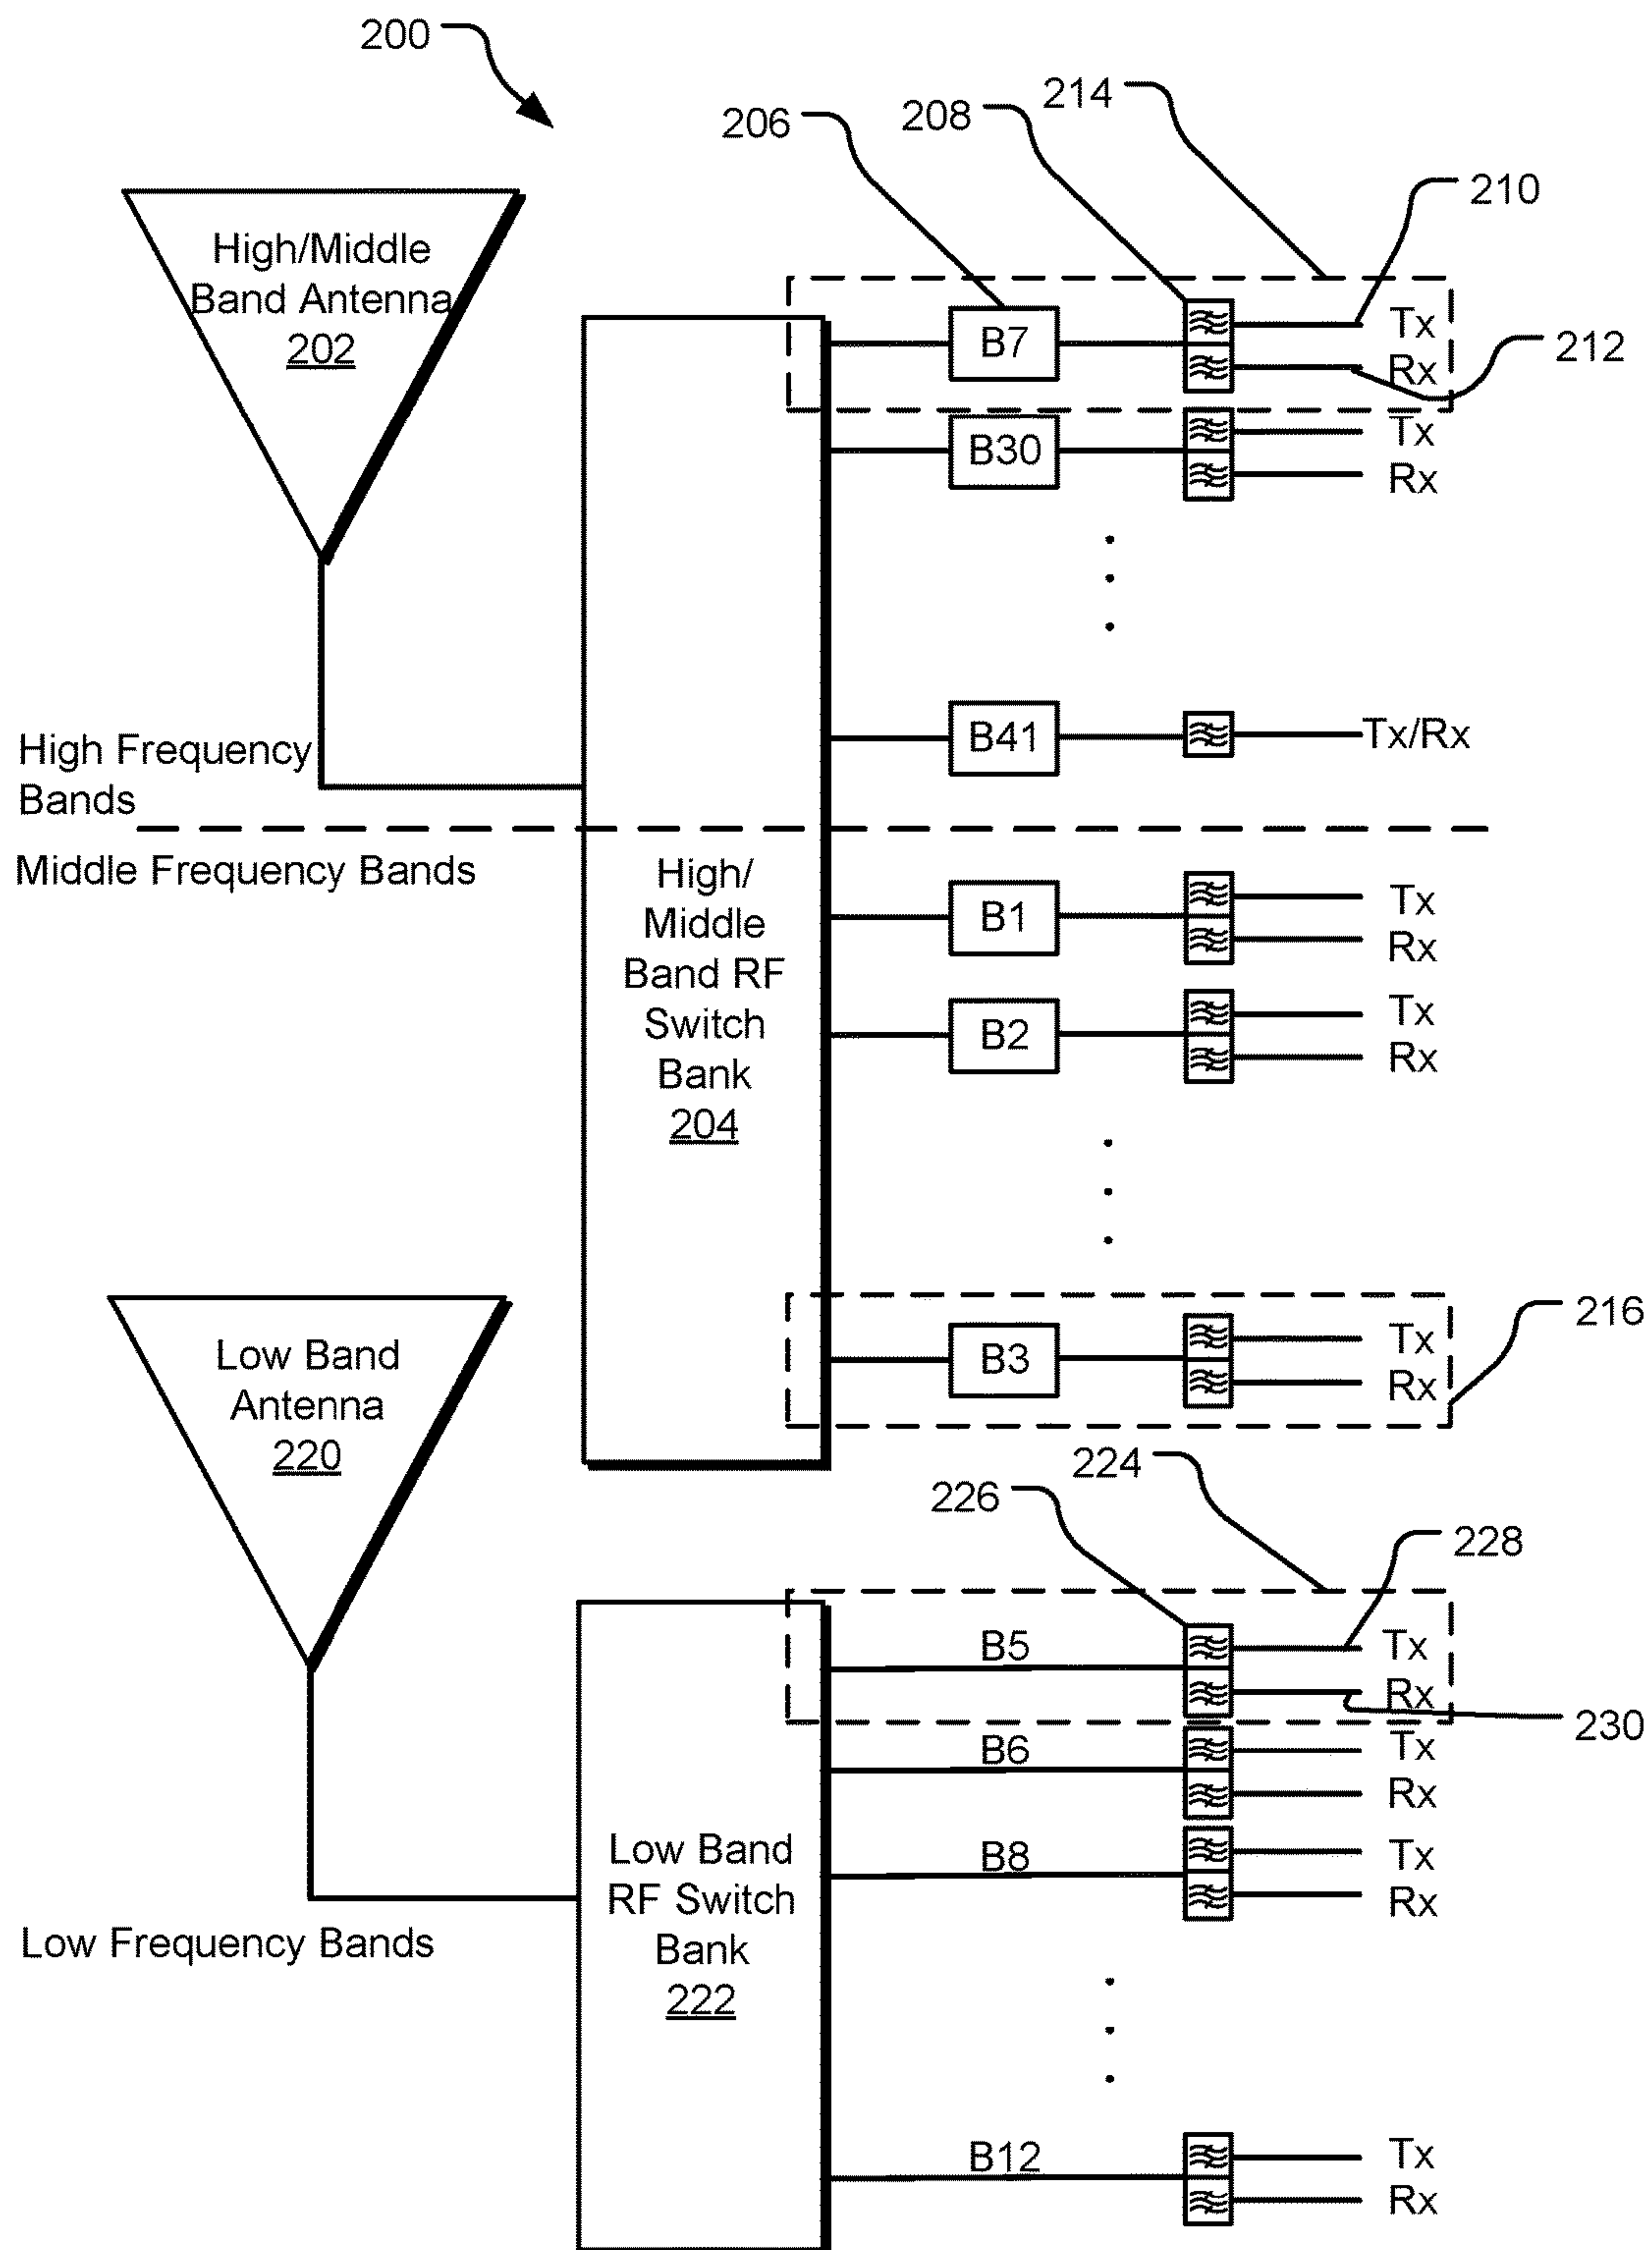 200
206
208
214
210
212
High/Middle
Band Antenna
202
B7
Tx
Rx
B30
Tx
Rx
B41
Tx/Rx
High Frequency
Bands
Middle Frequency Bands
High/
Middle
Band RF
Switch
Bank
204
B1
Tx
Rx
B2
Tx
Rx
B3
Tx
Rx
216
Low Band
Antenna
220
224
226
228
B5
Tx
Rx
230
B6
Tx
Rx
B8
Tx
Rx
Low Band
RF Switch
Bank
222
Low Frequency Bands
B12
Tx
Rx